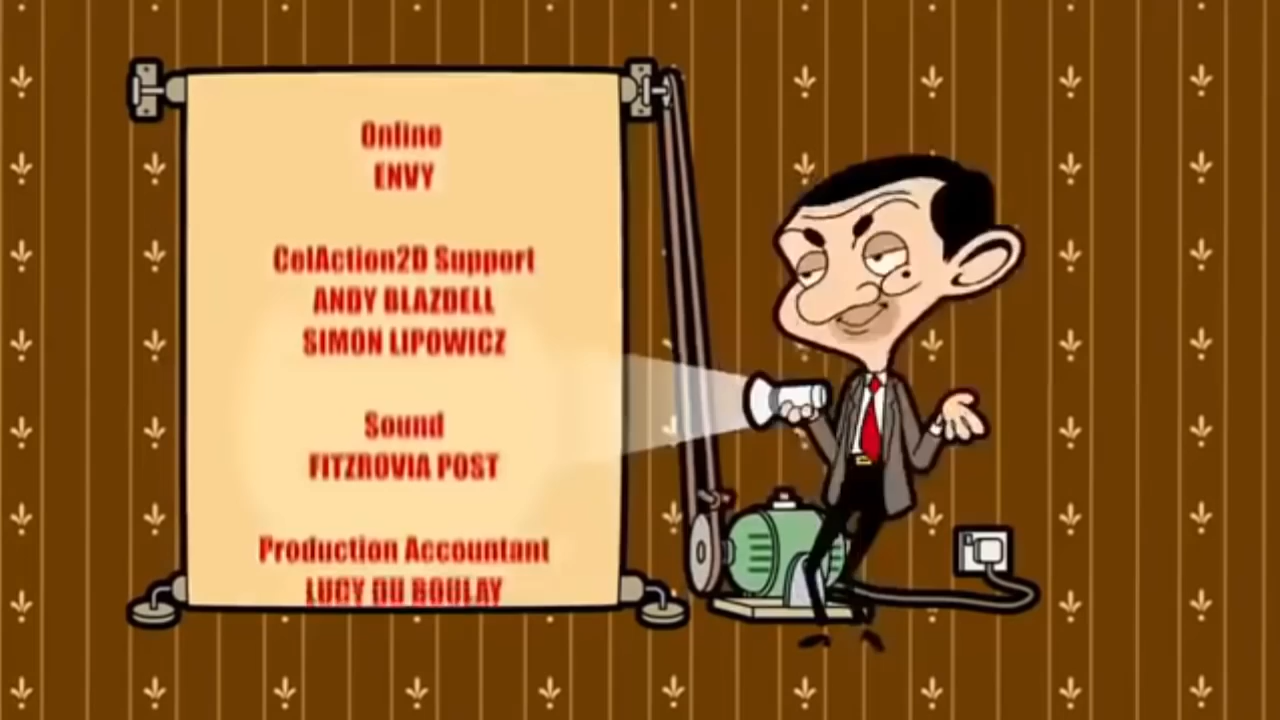 Online
ENVY
CelAction2D Support
ANDY BLAZDELL
SIMON LIPOWICZ
Sound
FITZROVIA POST
Production Accountant
LUCY DU BOULAY